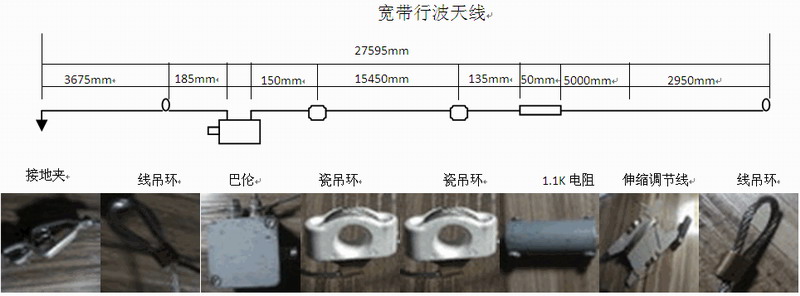 宽带行波天线
27595mm
3675mm 185mm 150mm 15450mm 135mm 50mm 5000mm 2950mm
接地夹 线吊环 巴伦 瓷吊环 瓷吊环 1.1K 电阻 伸缩调节线 线吊环